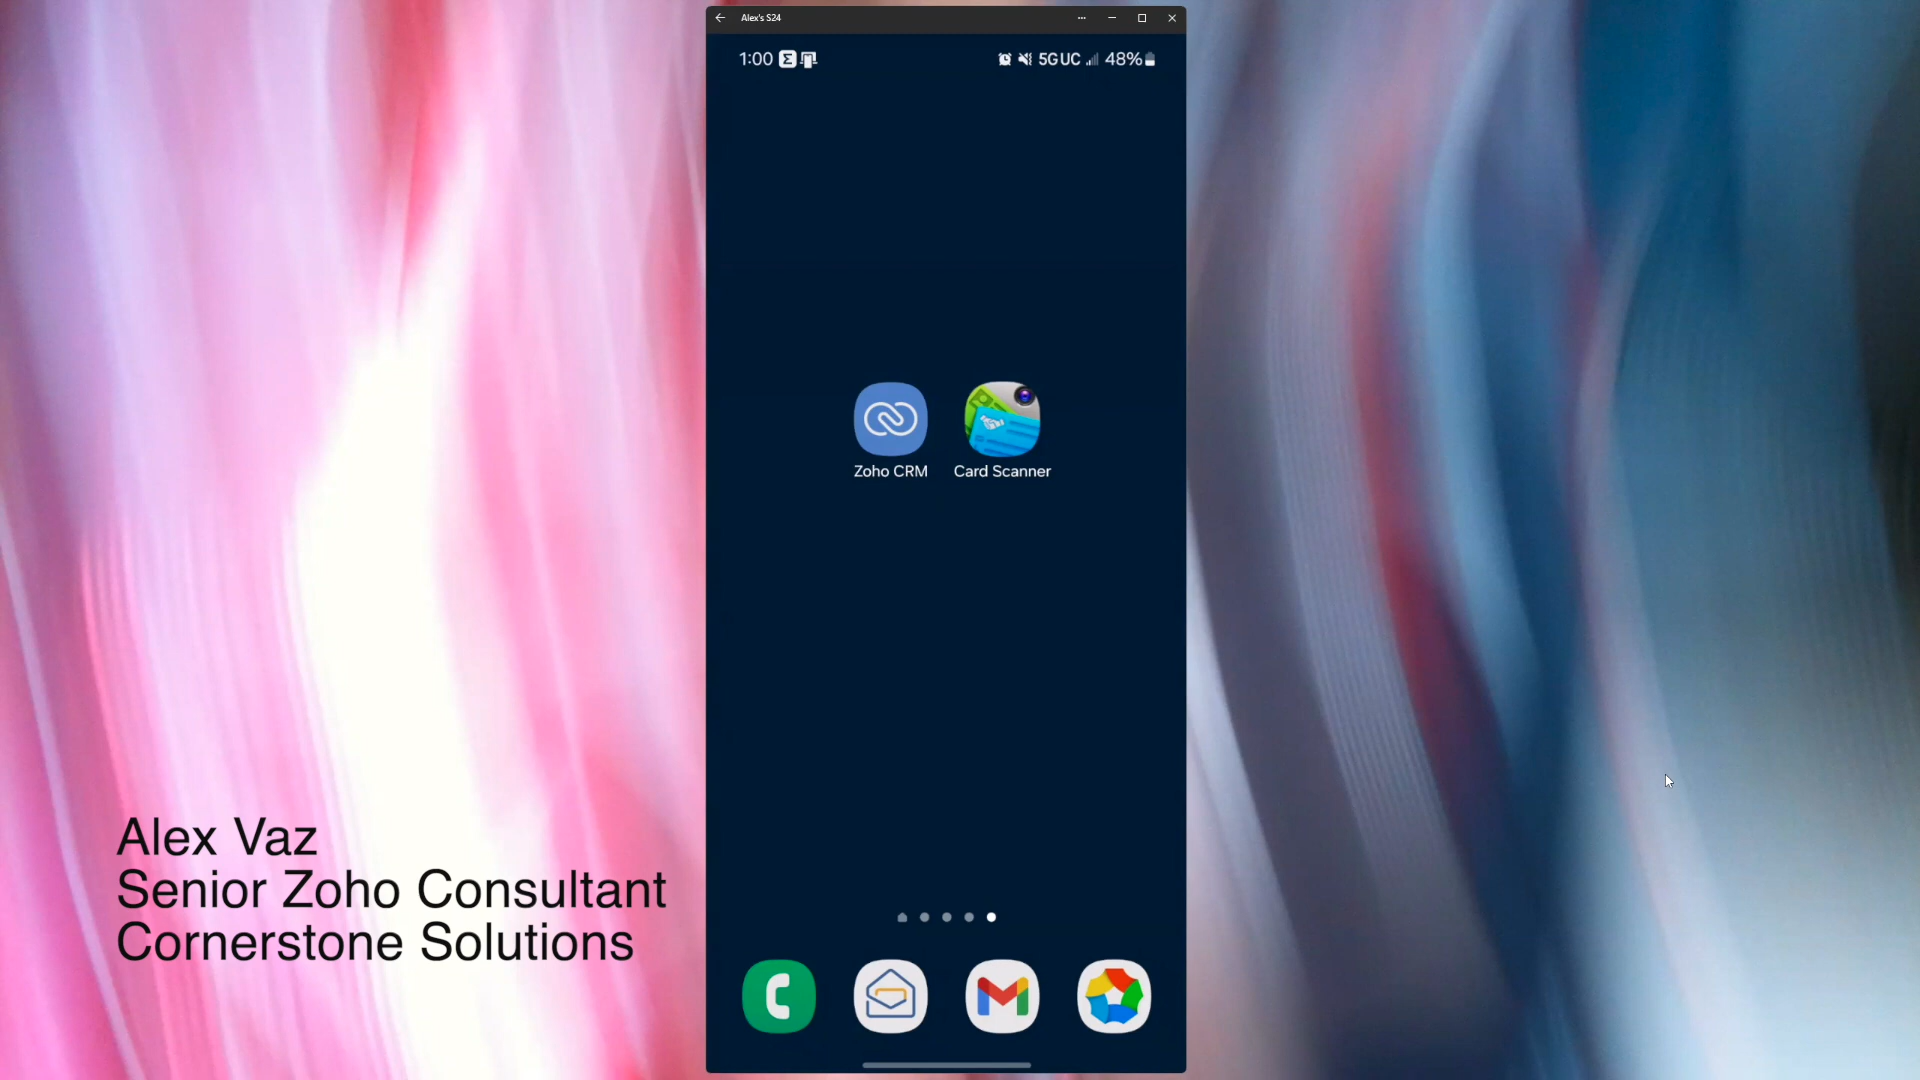 Alex's S24
1:00
5G UC 48%
Zoho CRM
Card Scanner
Alex Vaz
Senior Zoho Consultant
Cornerstone Solutions